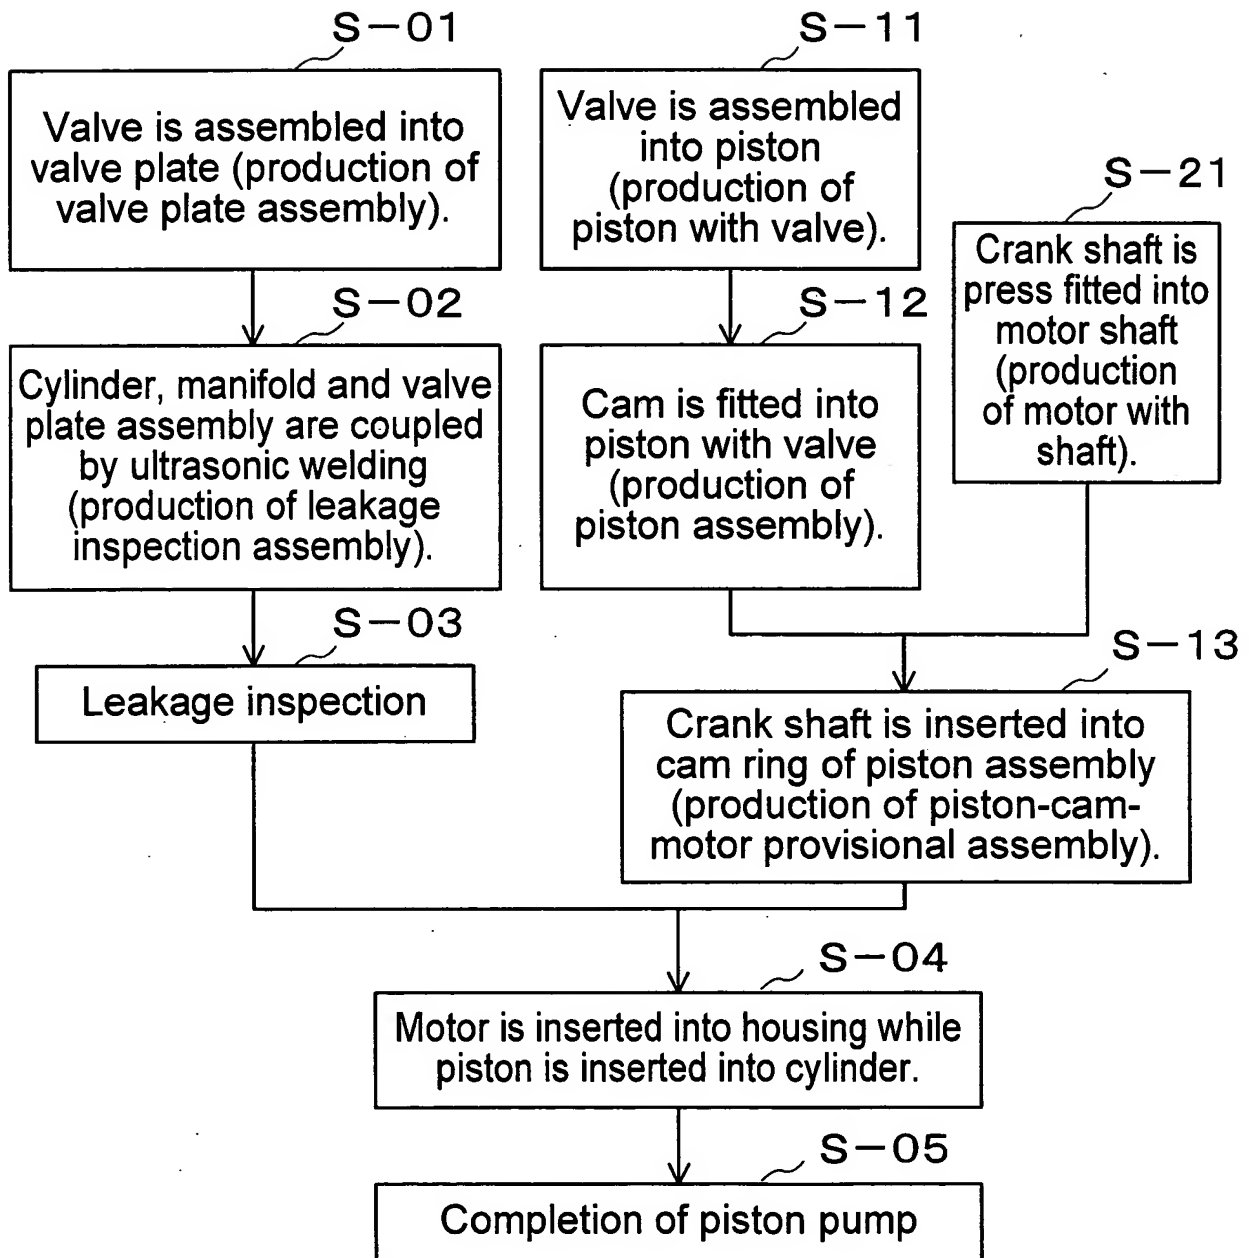 S-01
Valve is assembled into
valve plate (production of
valve plate assembly).
S-02
Cylinder, manifold and valve
plate assembly are coupled
by ultrasonic welding
(production of leakage
inspection assembly).
S-03
Leakage inspection
S-11
Valve is assembled
into piston
(production of
piston with valve).
S-12
Cam is fitted into
piston with valve
(production of
piston assembly).
S-21
Crank shaft is
press fitted into
motor shaft
(production
of motor with
shaft).
S-13
Crank shaft is inserted into
cam ring of piston assembly
(production of piston-cam-
motor provisional assembly).
S-04
Motor is inserted into housing while
piston is inserted into cylinder.
S-05
Completion of piston pump